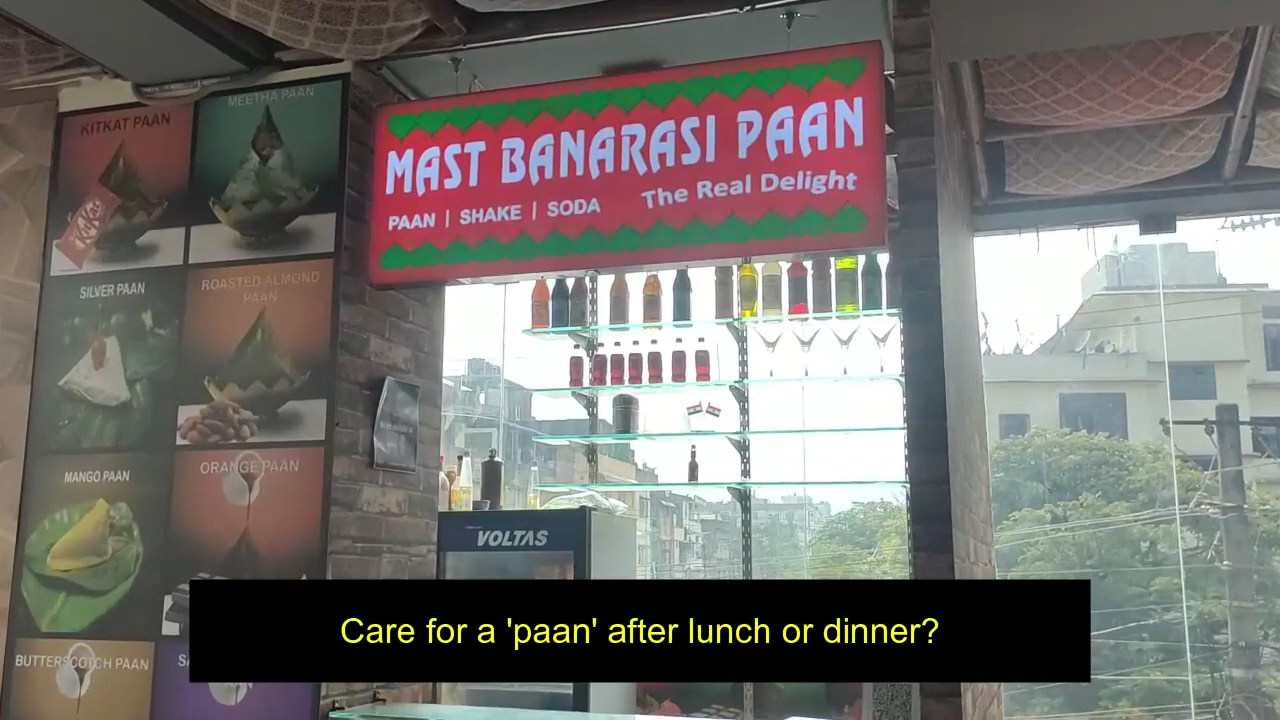 KITKAT PAAN
MEETHA PAAN
KitKat
SILVER PAAN
ROASTED ALMOND
PAAN
MANGO PAAN
ORANGE PAAN
BUTTERSCOTCH PAAN
MAST BANARASI PAAN
PAAN | SHAKE | SODA
The Real Delight
VOLTAS
Care for a 'paan' after lunch or dinner?